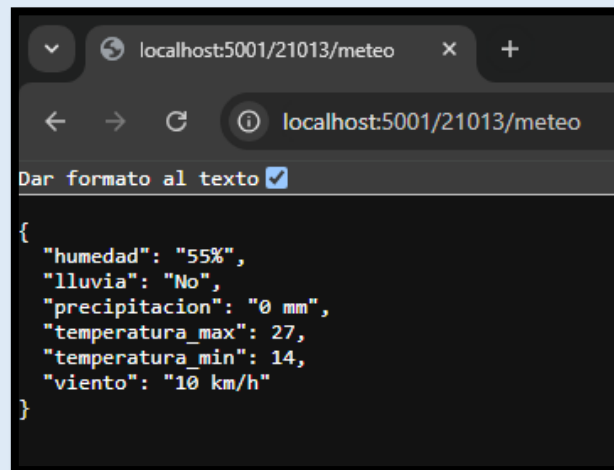 localhost:5001/21013/meteo
localhost:5001/21013/meteo
Dar formato al texto
{
"humedad": "55%",
"lluvia": "No",
"precipitacion": "0 mm",
"temperatura_max": 27,
"temperatura_min": 14,
"viento": "10 km/h"
}